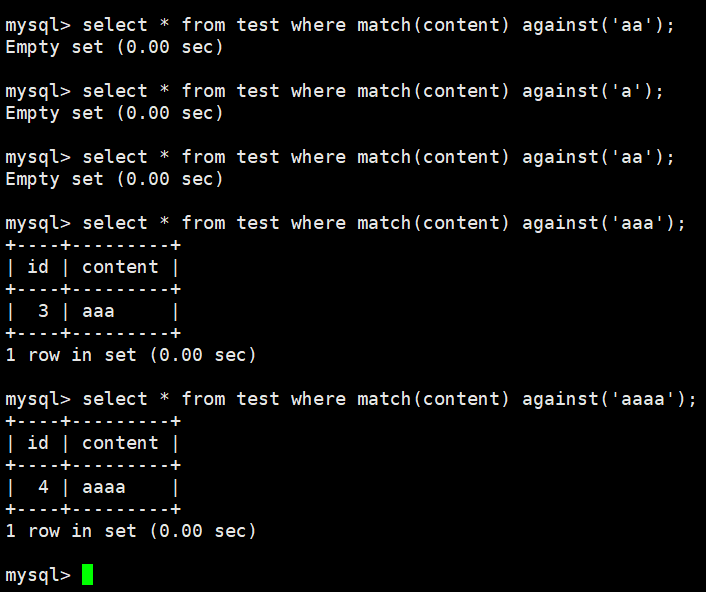 mysql> select * from test where match(content) against('aa');
Empty set (0.00 sec)
mysql> select * from test where match(content) against('a');
Empty set (0.00 sec)
mysql> select * from test where match(content) against('aa');
Empty set (0.00 sec)
mysql> select * from test where match(content) against('aaa');
+----+---------+
| id | content |
+----+---------+
|  3 | aaa     |
+----+---------+
1 row in set (0.00 sec)
mysql> select * from test where match(content) against('aaaa');
+----+---------+
| id | content |
+----+---------+
|  4 | aaaa    |
+----+---------+
1 row in set (0.00 sec)
mysql>